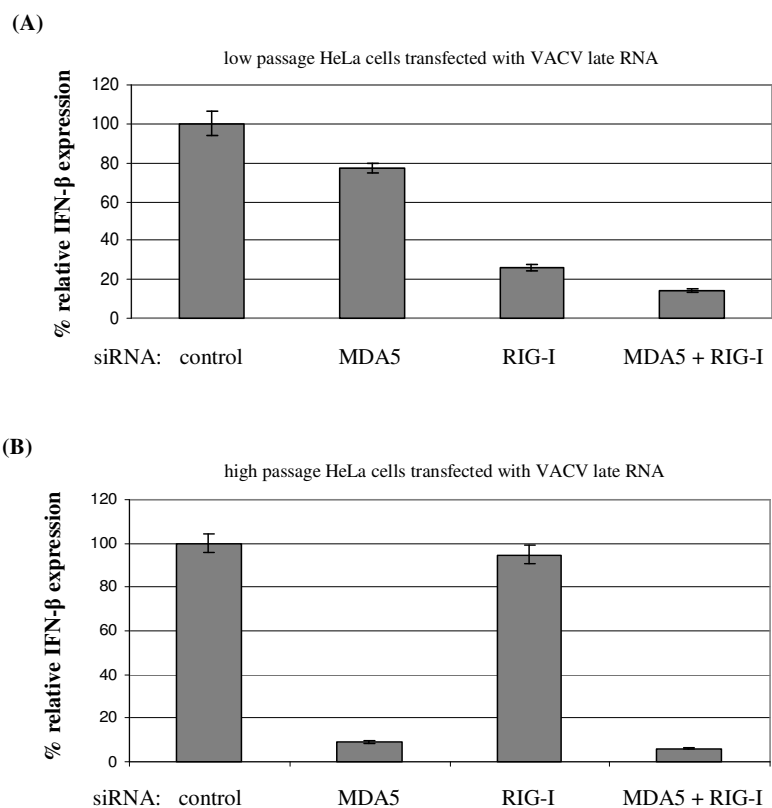 (A)
low passage HeLa cells transfected with VACV late RNA
% relative IFN-β expression
120
100
80
60
40
20
0
siRNA: control MDA5 RIG-I MDA5 + RIG-I
(B)
high passage HeLa cells transfected with VACV late RNA
% relative IFN-β expression
120
100
80
60
40
20
0
siRNA: control MDA5 RIG-I MDA5 + RIG-I